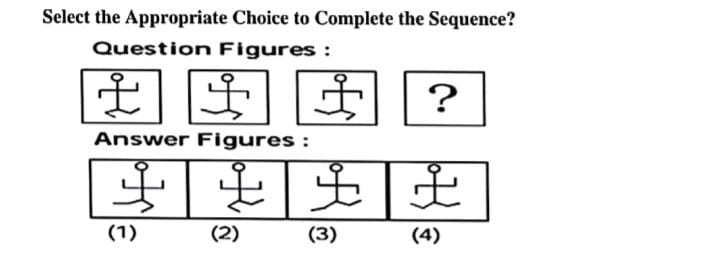 Select the Appropriate Choice to Complete the Sequence?
Question Figures :
?
Answer Figures :
(1) (2) (3) (4)